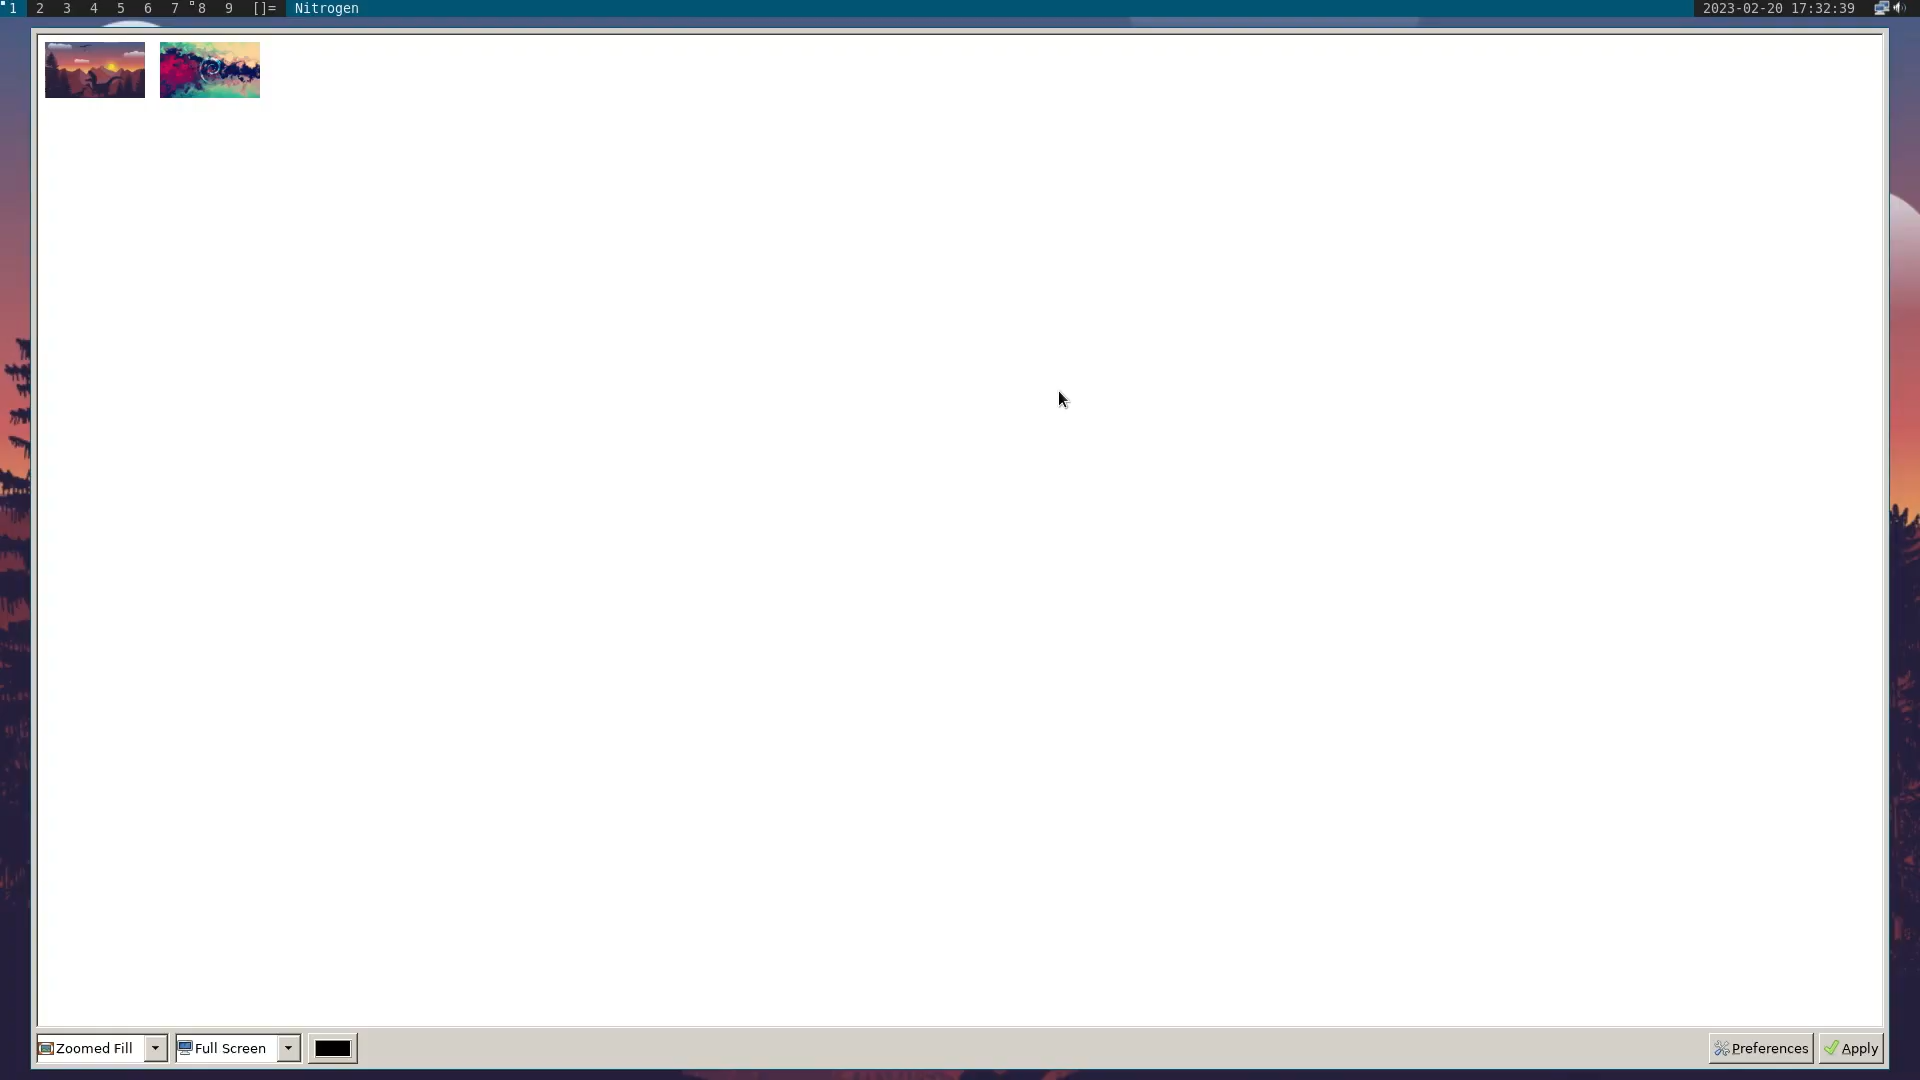 1 2 3 4 5 6 7 8 9 []= Nitrogen 2023-02-20 17:32:39
Zoomed Fill Full Screen Preferences Apply